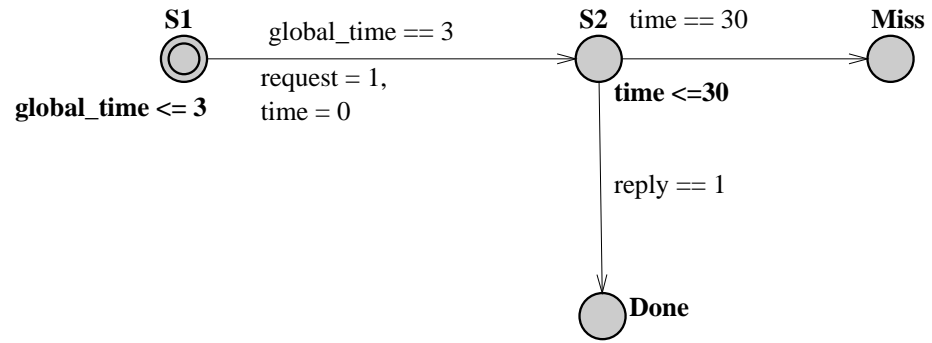 S1
global_time == 3
S2
time == 30
Miss
request = 1,
time = 0
global_time <= 3
time <=30
reply == 1
Done